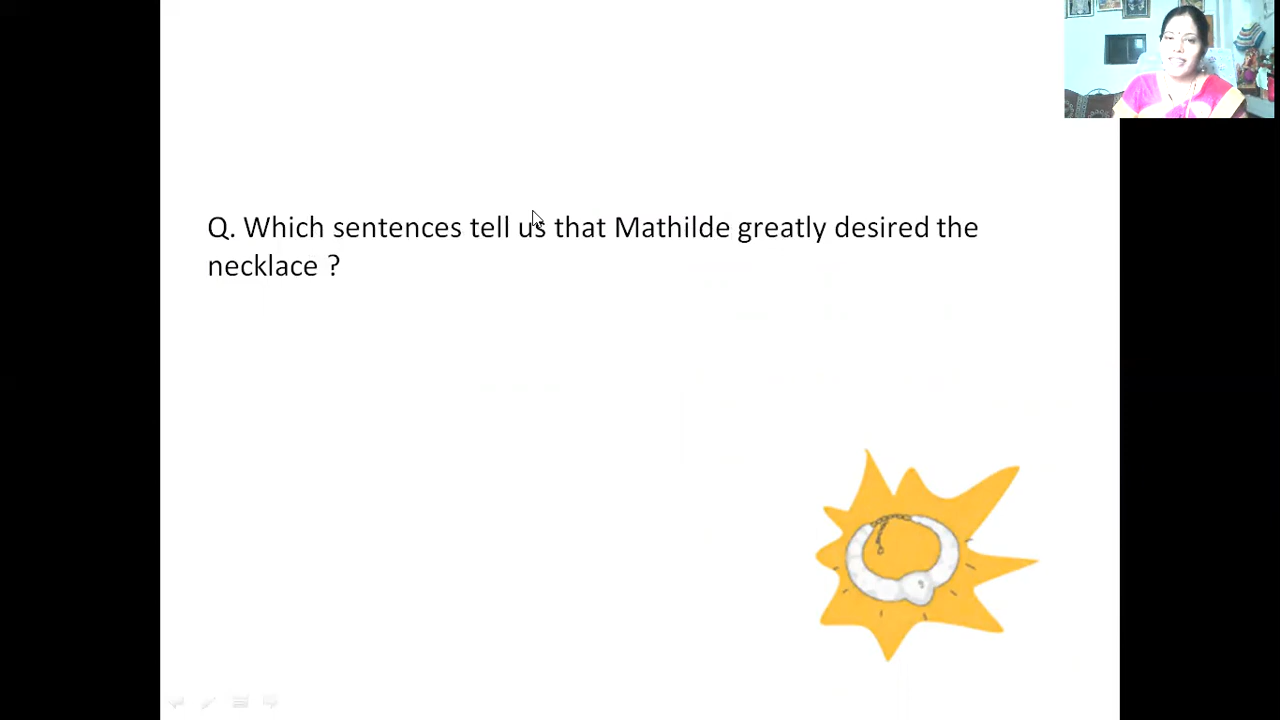 Q. Which sentences tell us that Mathilde greatly desired the
necklace ?